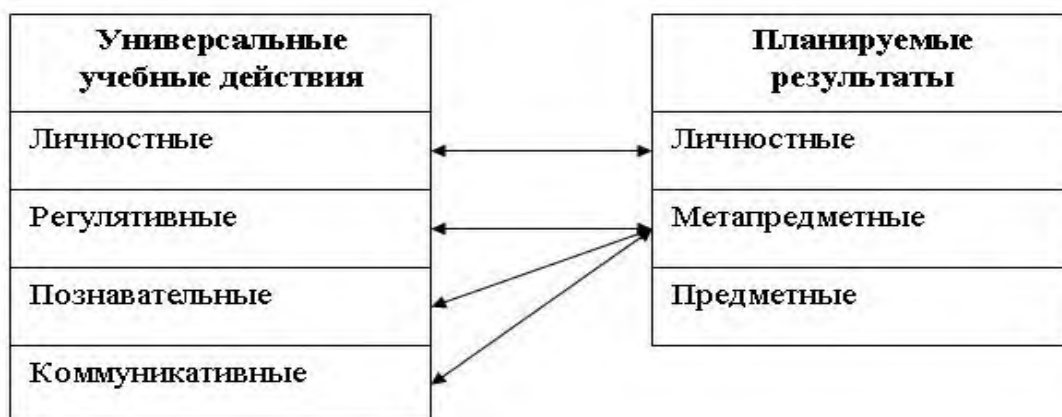 Универсальные
учебные действия
Личностные
Регулятивные
Познавательные
Коммуникативные
Планируемые
результаты
Личностные
Метапредметные
Предметные